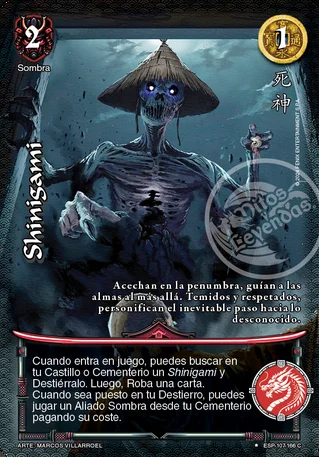 2
1
Sombra
死神
Shinigami
Mitos y Leyendas
Acechan en la penumbra, guían a las
almas al más allá. Temidos y respetados,
personifican el inevitable paso hacia lo
desconocido.
Cuando entra en juego, puedes buscar en
tu Castillo o Cementerio un Shinigami y
Destiérralo. Luego, Roba una carta.
Cuando sea puesto en tu Destierro, puedes
jugar un Aliado Sombra desde tu Cementerio
pagando su coste.
ARTE: MARCOS VILLARROEL
ESP-107-166 C